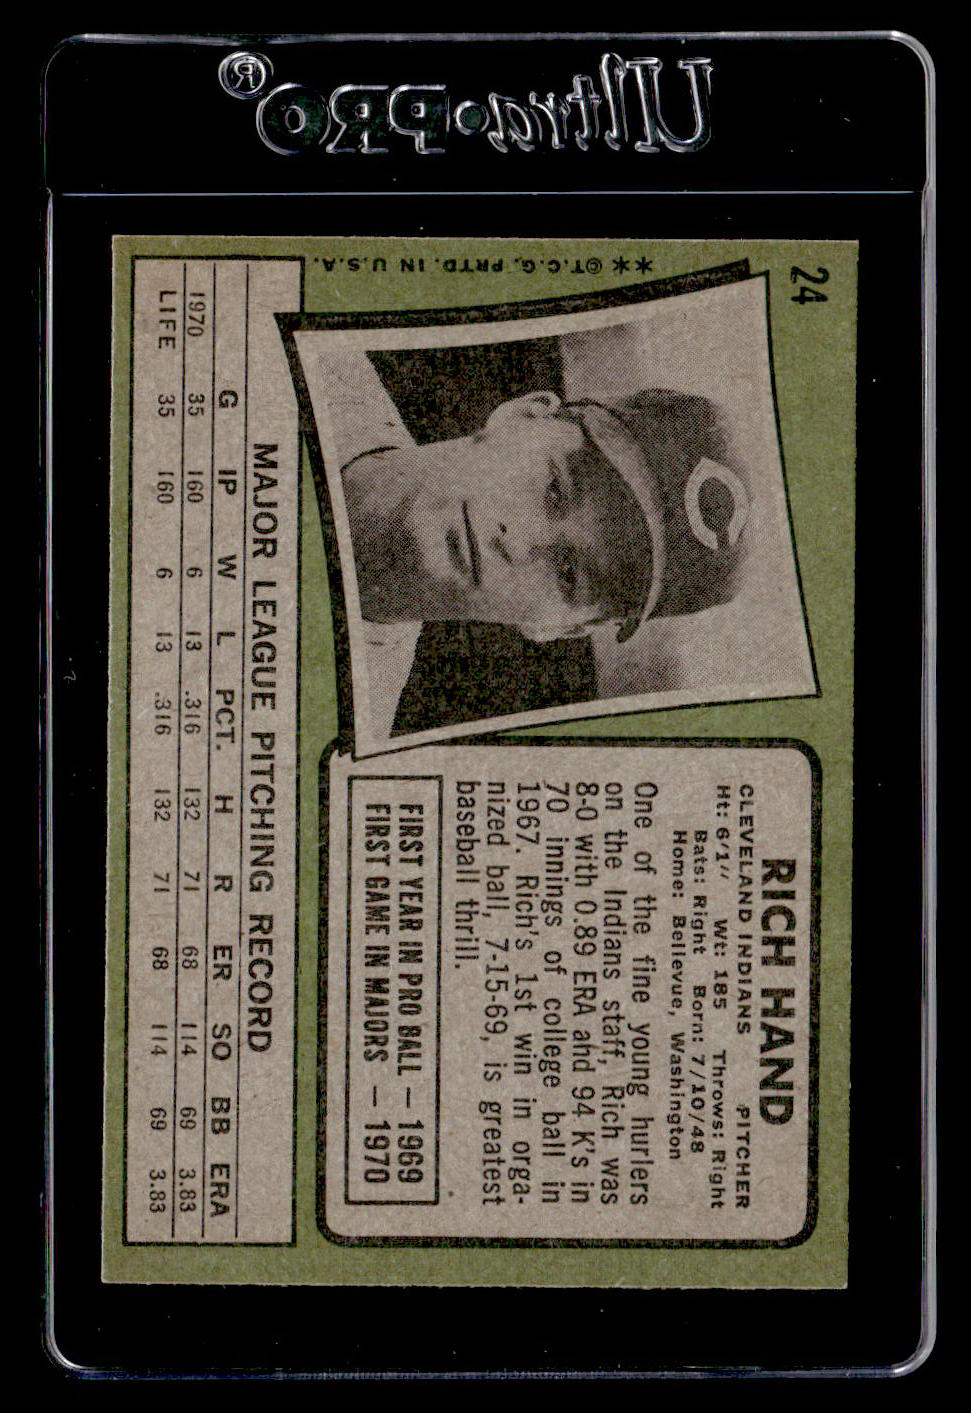 Ultra•PRO®
24
**©T.C.G. PRTD. IN U.S.A.
RICH HAND
CLEVELAND INDIANS PITCHER
Ht: 6'1" Wt: 185 Throws: Right
Bats: Right Born: 7/10/48
Home: Bellevue, Washington
One of the fine young hurlers
on the Indians staff, Rich was
8-0 with 0.89 ERA and 94 K's in
70 innings of college ball in
1967. Rich's 1st win in orga-
nized ball, 7-15-69, is greatest
baseball thrill.
FIRST YEAR IN PRO BALL — 1969
FIRST GAME IN MAJORS — 1970
MAJOR LEAGUE PITCHING RECORD
G IP W L PCT. H R ER SO BB ERA
1970 35 160 6 13 .316 132 71 68 114 69 3.83
LIFE 35 160 6 13 .316 132 71 68 114 69 3.83